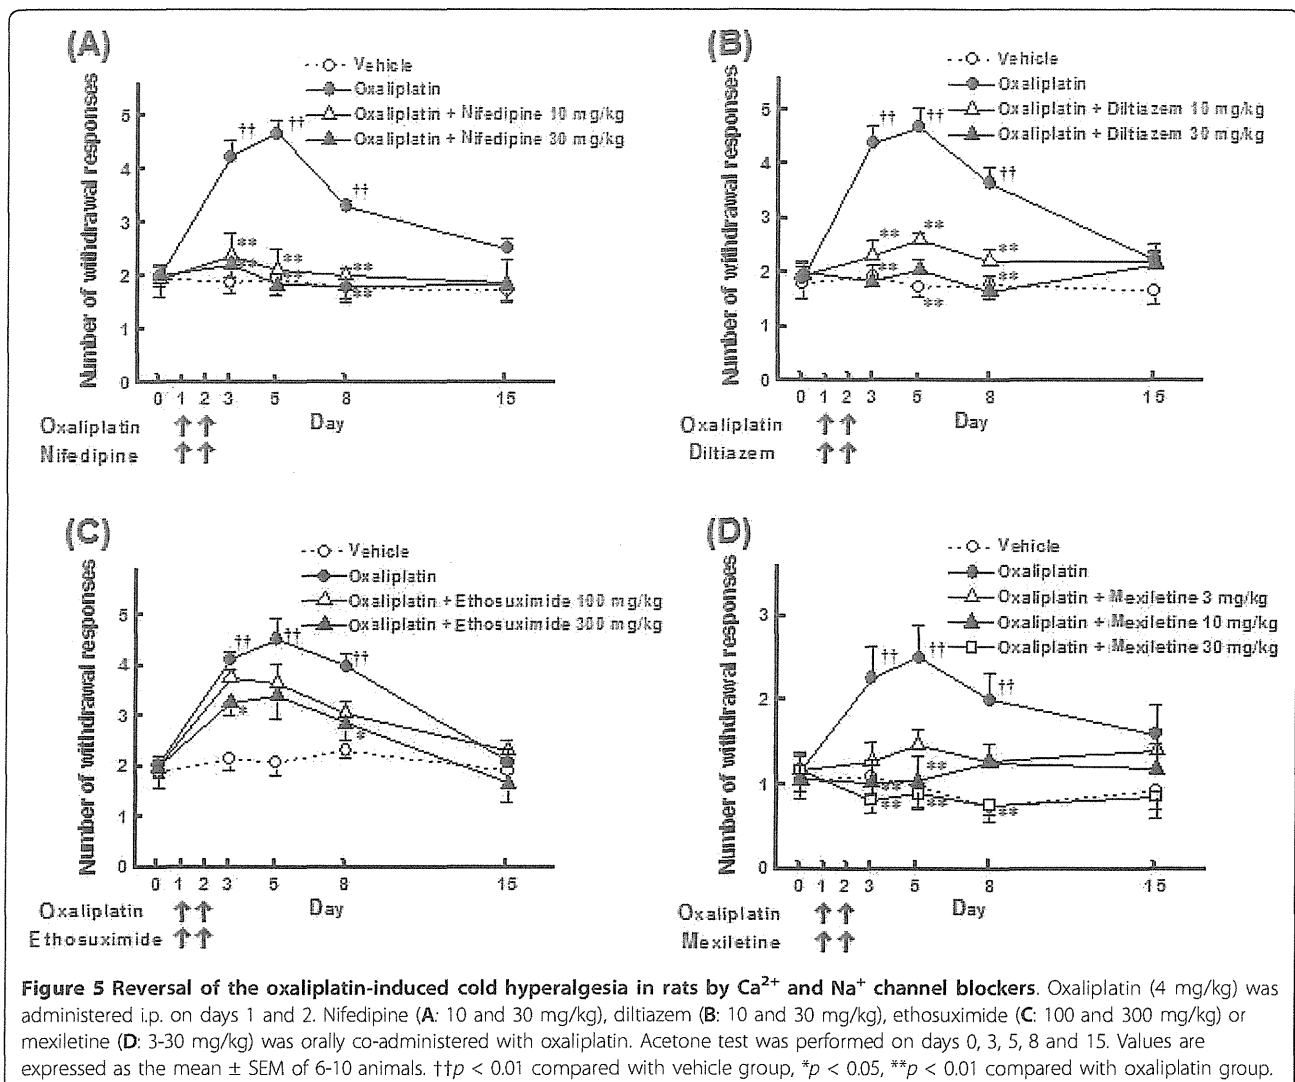 (A)
Vehicle
Oxaliplatin
Oxaliplatin + Nifedipine 10 mg/kg
Oxaliplatin + Nifedipine 30 mg/kg
Number of withdrawal responses
5
4
3
2
1
0
††
††
††
**
**
**
**
**
**
0 1 2 3 5 8 15
Day
Oxaliplatin ↑↑
Nifedipine ↑↑
(B)
Vehicle
Oxaliplatin
Oxaliplatin + Diltiazem 10 mg/kg
Oxaliplatin + Diltiazem 30 mg/kg
Number of withdrawal responses
5
4
3
2
1
0
††
††
††
**
**
**
**
**
**
0 1 2 3 5 8 15
Day
Oxaliplatin ↑↑
Diltiazem ↑↑
(C)
Vehicle
Oxaliplatin
Oxaliplatin + Ethosuximide 100 mg/kg
Oxaliplatin + Ethosuximide 300 mg/kg
Number of withdrawal responses
5
4
3
2
1
0
††
††
††
*
*
0 1 2 3 5 8 15
Day
Oxaliplatin ↑↑
Ethosuximide ↑↑
(D)
Vehicle
Oxaliplatin
Oxaliplatin + Mexiletine 3 mg/kg
Oxaliplatin + Mexiletine 10 mg/kg
Oxaliplatin + Mexiletine 30 mg/kg
Number of withdrawal responses
3
2
1
0
††
††
††
**
**
**
**
**
0 1 2 3 5 8 15
Day
Oxaliplatin ↑↑
Mexiletine ↑↑
Figure 5 Reversal of the oxaliplatin-induced cold hyperalgesia in rats by Ca²⁺ and Na⁺ channel blockers. Oxaliplatin (4 mg/kg) was
administered i.p. on days 1 and 2. Nifedipine (A: 10 and 30 mg/kg), diltiazem (B: 10 and 30 mg/kg), ethosuximide (C: 100 and 300 mg/kg) or
mexiletine (D: 3-30 mg/kg) was orally co-administered with oxaliplatin. Acetone test was performed on days 0, 3, 5, 8 and 15. Values are
expressed as the mean ± SEM of 6-10 animals. ††p < 0.01 compared with vehicle group, *p < 0.05, **p < 0.01 compared with oxaliplatin group.